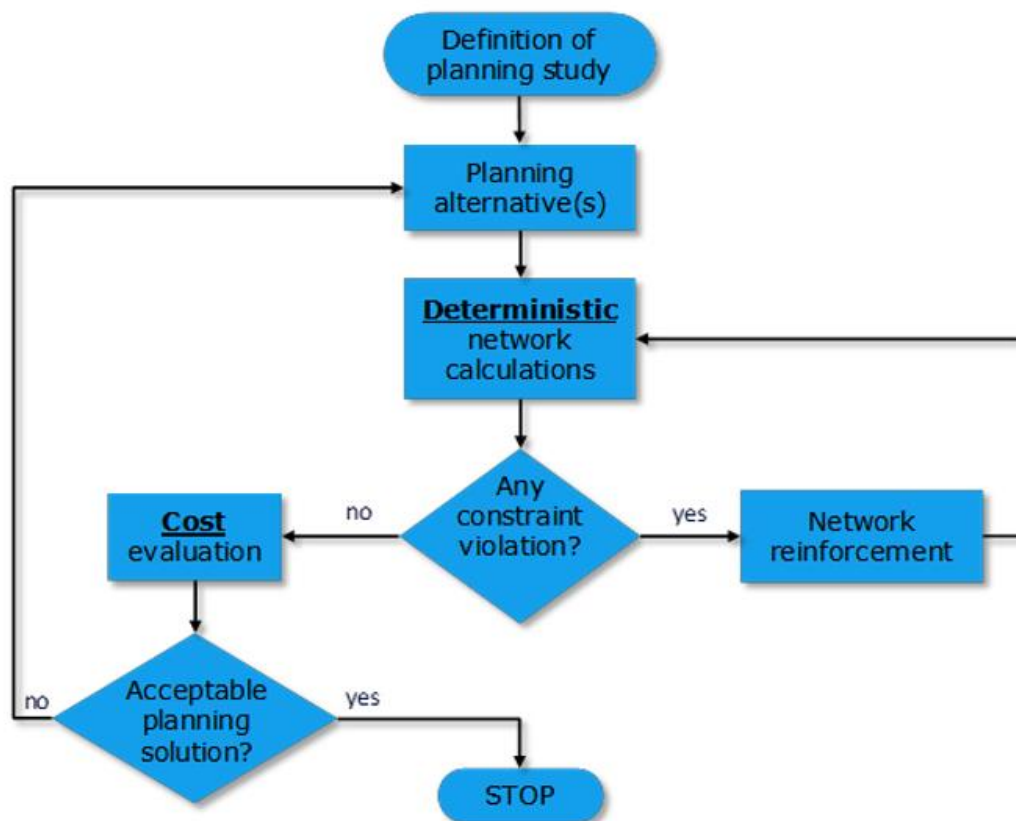 Definition of
planning study
Planning
alternative(s)
Deterministic
network
calculations
Any
constraint
violation?
no
yes
Cost
evaluation
Network
reinforcement
Acceptable
planning
solution?
no
yes
STOP